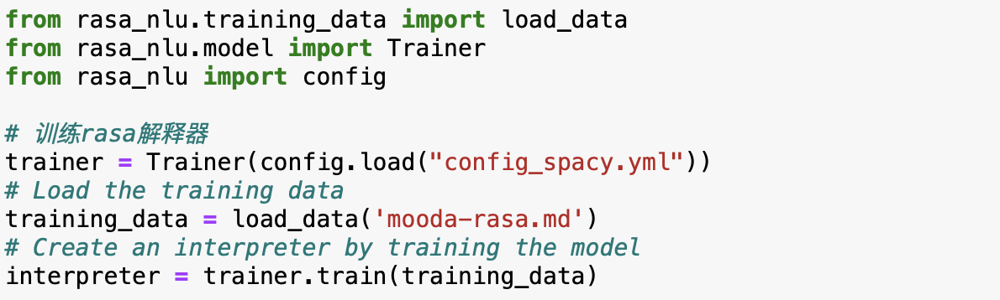 from rasa_nlu.training_data import load_data
from rasa_nlu.model import Trainer
from rasa_nlu import config
# 训练rasa解释器
trainer = Trainer(config.load("config_spacy.yml"))
# Load the training data
training_data = load_data('mooda-rasa.md')
# Create an interpreter by training the model
interpreter = trainer.train(training_data)